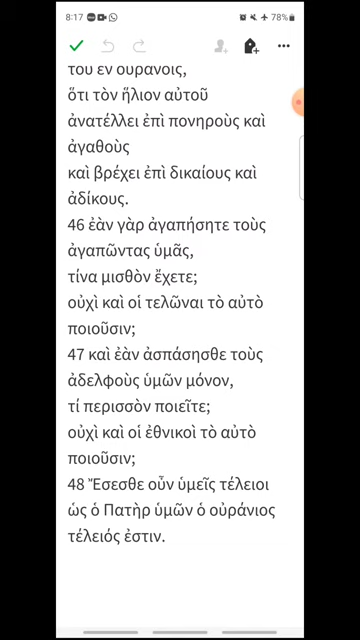 8:17
78%
του εν ουρανοις,
ὅτι τὸν ἥλιον αὐτοῦ
ἀνατέλλει ἐπὶ πονηροὺς καὶ
ἀγαθοὺς
καὶ βρέχει ἐπὶ δικαίους καὶ
ἀδίκους.
46 ἐὰν γὰρ ἀγαπήσητε τοὺς
ἀγαπῶντας ὑμᾶς,
τίνα μισθὸν ἔχετε;
οὐχὶ καὶ οἱ τελῶναι τὸ αὐτὸ
ποιοῦσιν;
47 καὶ ἐὰν ἀσπάσησθε τοὺς
ἀδελφοὺς ὑμῶν μόνον,
τί περισσὸν ποιεῖτε;
οὐχὶ καὶ οἱ ἐθνικοὶ τὸ αὐτὸ
ποιοῦσιν;
48 Ἔσεσθε οὖν ὑμεῖς τέλειοι
ὡς ὁ Πατὴρ ὑμῶν ὁ οὐράνιος
τέλειός ἐστιν.